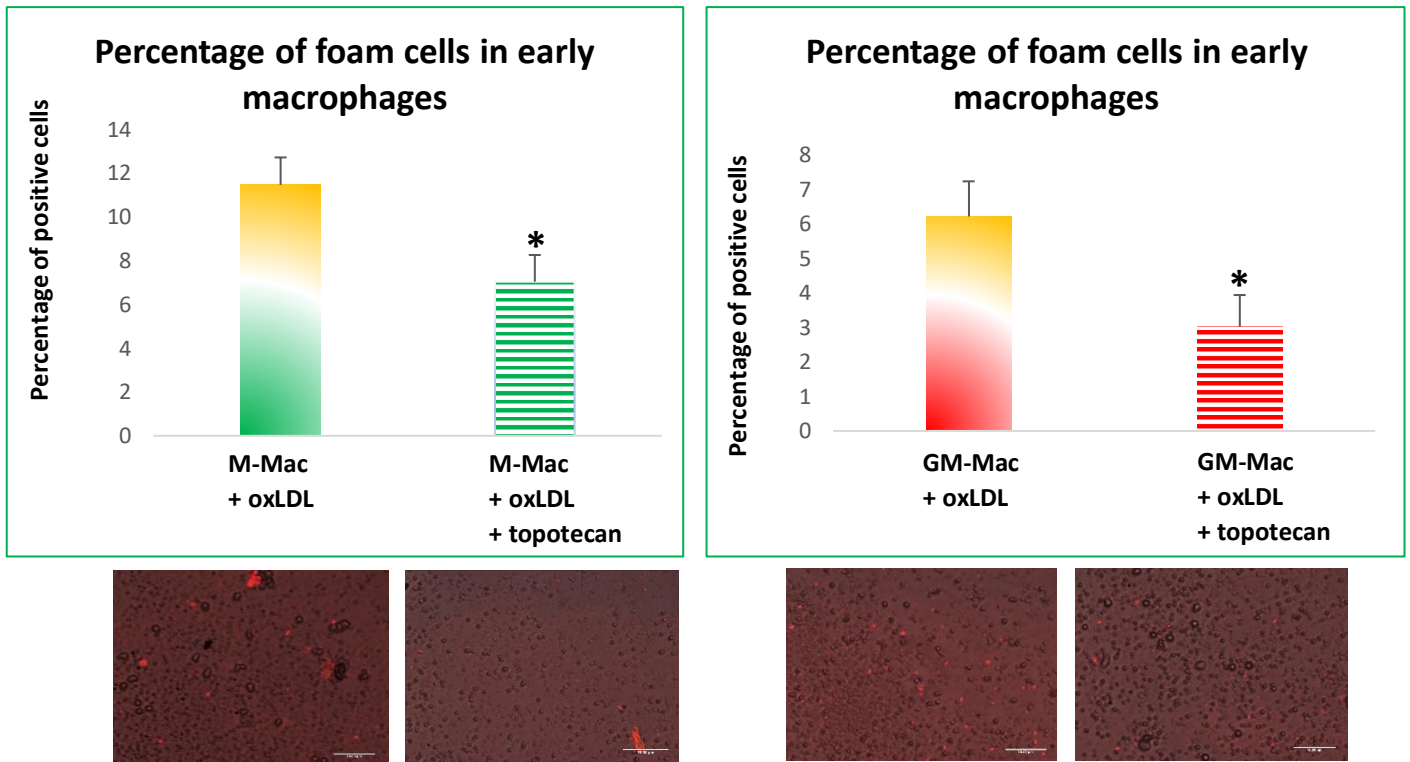 Percentage of foam cells in early
macrophages
Percentage of positive cells
14
12
10
8
6
4
2
0
*
M-Mac
+ oxLDL
M-Mac
+ oxLDL
+ topotecan
Percentage of foam cells in early
macrophages
Percentage of positive cells
8
7
6
5
4
3
2
1
0
*
GM-Mac
+ oxLDL
GM-Mac
+ oxLDL
+ topotecan